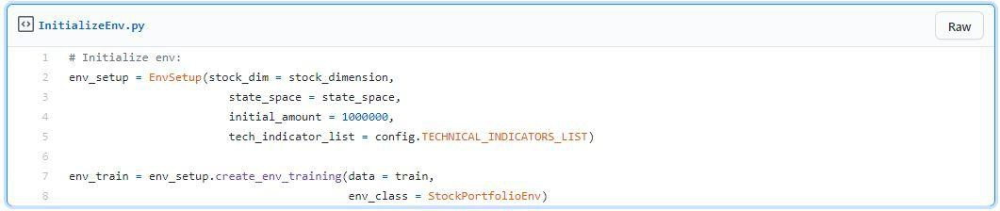 InitializeEnv.py
Raw
1 # Initialize env:
2 env_setup = EnvSetup(stock_dim = stock_dimension,
3 state_space = state_space,
4 initial_amount = 1000000,
5 tech_indicator_list = config.TECHNICAL_INDICATORS_LIST)
6
7 env_train = env_setup.create_env_training(data = train,
8 env_class = StockPortfolioEnv)